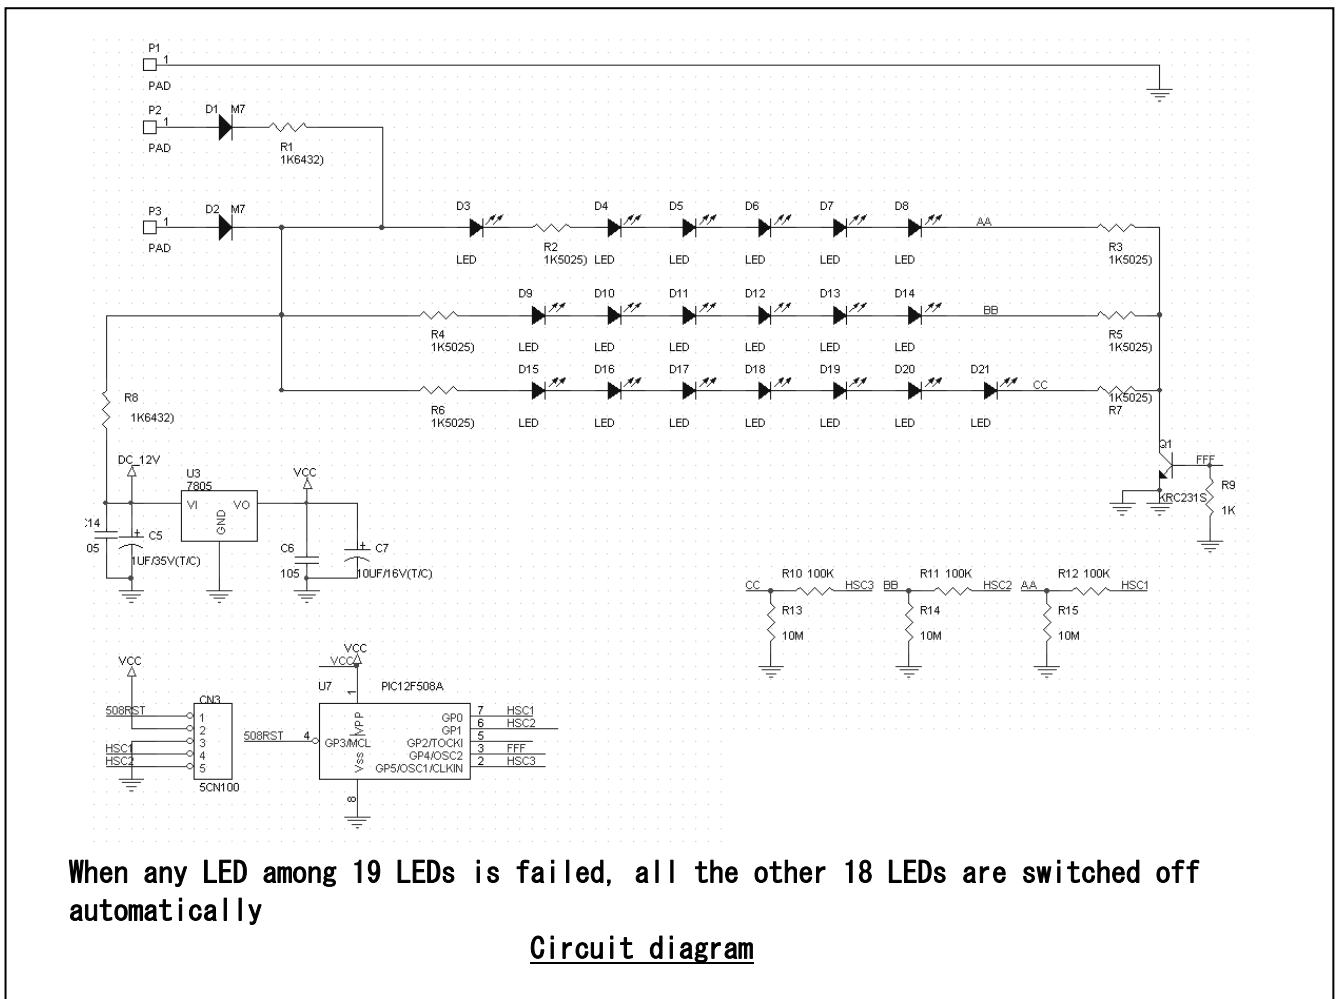 P1
1
PAD
P2
1
D1 M7
PAD
R1
1K6432)
P3
1
D2 M7
PAD
D3 D4 D5 D6 D7 D8
AA
R2
1K5025)
R3
1K5025)
LED LED LED LED LED LED
D9 D10 D11 D12 D13 D14
BB
R4
1K5025)
R5
1K5025)
LED LED LED LED LED LED
D15 D16 D17 D18 D19 D20 D21
CC
R6
1K5025)
1K5025)
R7
LED LED LED LED LED LED LED
R8
1K6432)
DC_12V
U3
7805
VI VO
GND
VCC
C14
05
C5
1UF/35V(T/C)
C6
105
C7
10UF/16V(T/C)
Q1
FFF
KRC231S
R9
1K
CC R10 100K HSC3 BB R11 100K HSC2 AA R12 100K HSC1
R13 R14 R15
10M 10M 10M
VCC
CN3
508RST
1
2
3
HSC1 4
HSC2 5
5CN100
VCC
VCC
U7 PIC12F508A
1
508RST 4
GP3/MCL
VPP
Vss
GP0 7 HSC1
GP1 6 HSC2
GP2/TOCKI 5
GP4/OSC2 3 FFF
GP5/OSC1/CLKIN 2 HSC3
8
When any LED among 19 LEDs is failed, all the other 18 LEDs are switched off
automatically
Circuit diagram